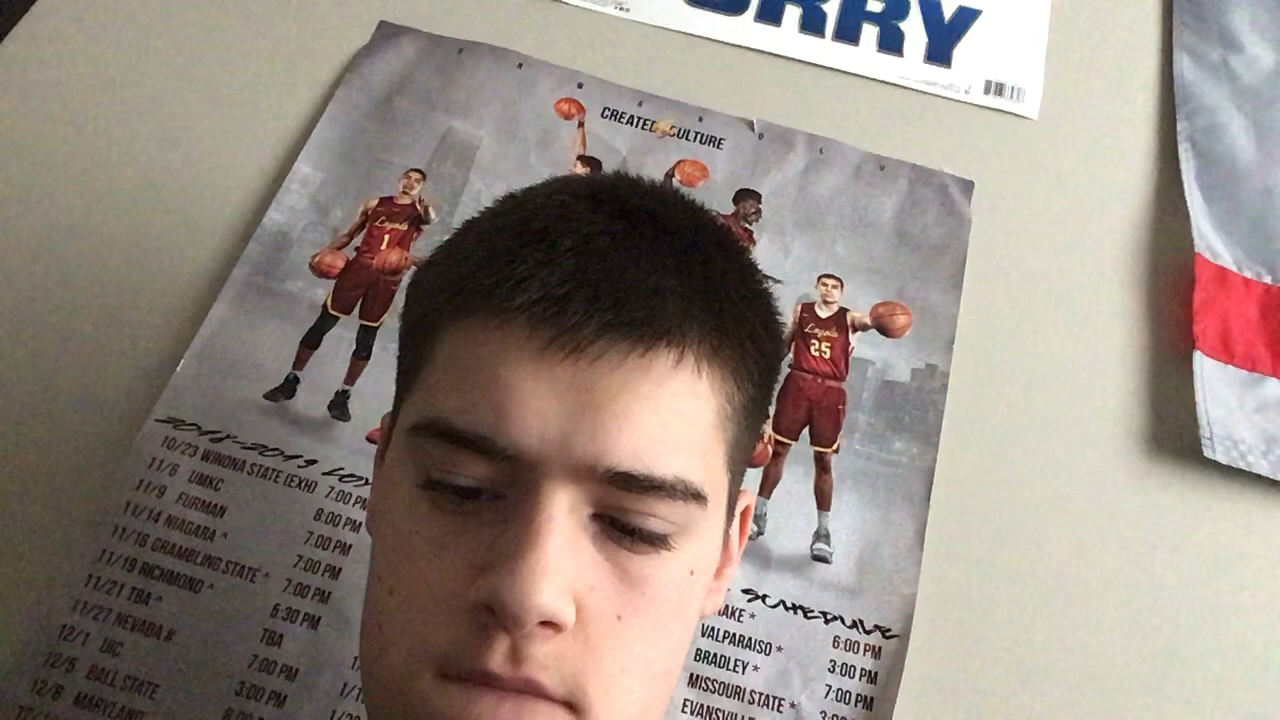 RRY
CREATED CULTURE
Loyola
1
Loyola
25
2018-2019 LOY
SCHEDULE
10/23 WINONA STATE (EXH) 7:00 PM
11/6 UMKC 8:00 PM
11/9 FURMAN 7:00 PM
11/14 NIAGARA ^ 7:00 PM
11/16 GRAMBLING STATE ^ 7:00 PM
11/19 RICHMOND ^ 6:30 PM
11/21 TBA ^ TBA
11/27 NEVADA # 7:00 PM
12/1 UIC 3:00 PM
12/5 BALL STATE
12/8 MARYLAND
AKE * 6:00 PM
VALPARAISO * 3:00 PM
BRADLEY * 7:00 PM
MISSOURI STATE *
EVANSVILLE